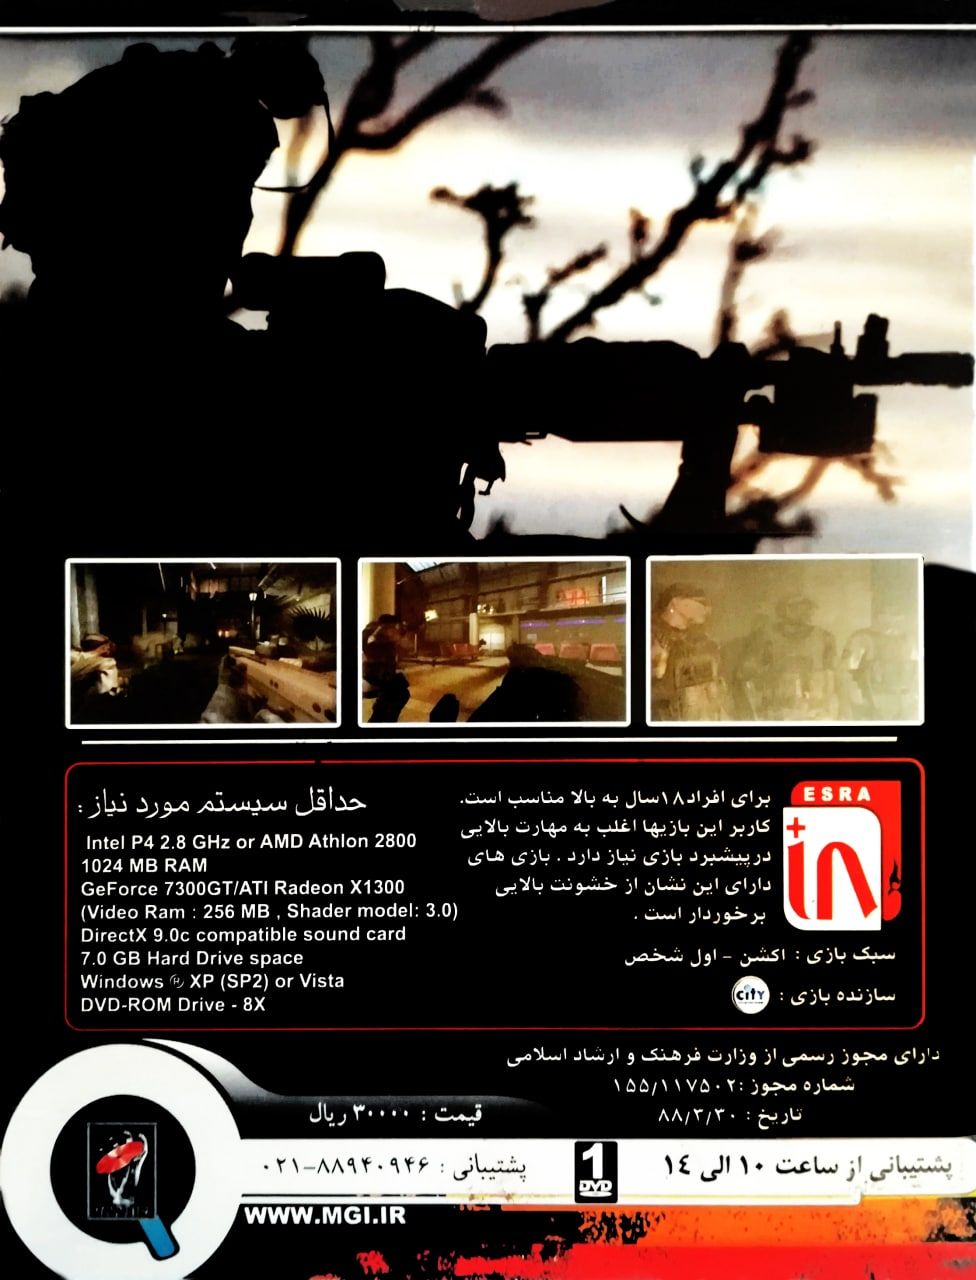 حداقل سیستم مورد نیاز :
Intel P4 2.8 GHz or AMD Athlon 2800
1024 MB RAM
GeForce 7300GT/ATI Radeon X1300
(Video Ram : 256 MB , Shader model: 3.0)
DirectX 9.0c compatible sound card
7.0 GB Hard Drive space
Windows ® XP (SP2) or Vista
DVD-ROM Drive - 8X
ESRA
+۱۸
برای افراد۱۸سال به بالا مناسب است.
کاربر این بازیها اغلب به مهارت بالایی
درپیشبرد بازی نیاز دارد . بازی های
دارای این نشان از خشونت بالایی
برخوردار است .
سبک بازی : اکشن - اول شخص
سازنده بازی : CITY
دارای مجوز رسمی از وزارت فرهنگ و ارشاد اسلامی
شماره مجوز :۱۵۵/۱۱۷۵۰۲
تاریخ : ۸۸/۳/۳۰
قیمت : ۳۰۰۰۰ ریال
پشتیبانی از ساعت ۱۰ الی ۱۴
1
DVD
پشتیبانی : ۰۲۱-۸۸۹۴۰۹۴۶
WWW.MGI.IR